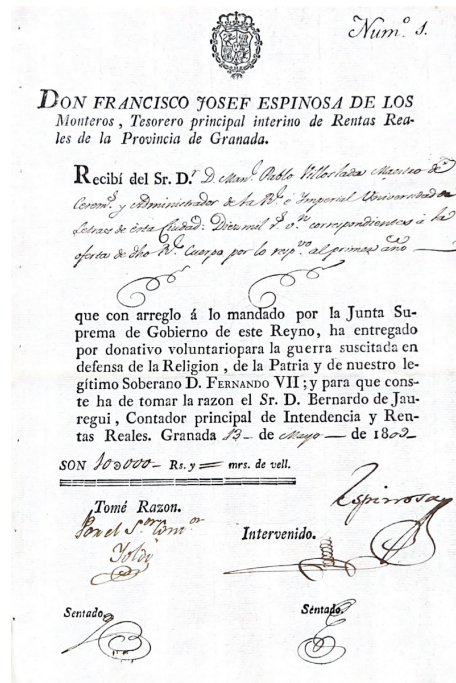 Num.º 1.
DON FRANCISCO JOSEF ESPINOSA DE LOS
Monteros, Tesorero principal interino de Rentas Rea-
les de la Provincia de Granada.
Recibí del Sr. D.r D. Man.l Pablo Villoslada Maestro de
Cerem.s y Administrador de la R.l é Imperial Universidad de
Letras de esta Ciudad: Diez mil r.s v.n correspondientes á la
oferta de dho R.l Cuerpo por lo resp.vo al primer año
que con arreglo á lo mandado por la Junta Su-
prema de Gobierno de este Reyno, ha entregado
por donativo voluntariopara la guerra suscitada en
defensa de la Religion, de la Patria y de nuestro le-
gítimo Soberano D. FERNANDO VII; y para que cons-
te ha de tomar la razon el Sr. D. Bernardo de Jau-
regui, Contador principal de Intendencia y Ren-
tas Reales. Granada 13 de Mayo de 1809
SON 10000 Rs. y = mrs. de vell.
Espinosa
Tomé Razon.
Por el S.or Con.or
Intervenido.
Sentado.
Sentado.